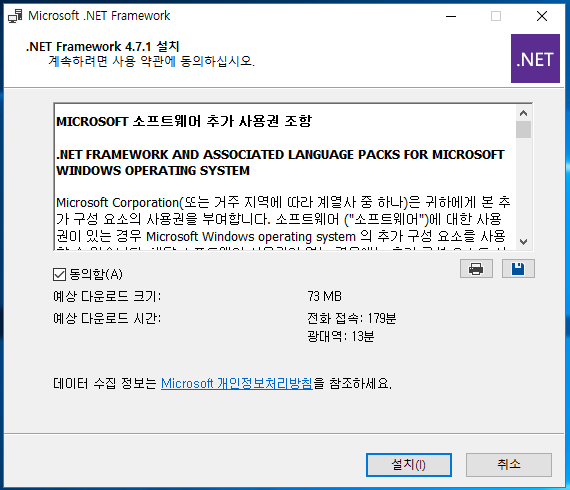 Microsoft .NET Framework
.NET Framework 4.7.1 설치
계속하려면 사용 약관에 동의하십시오.
.NET
MICROSOFT 소프트웨어 추가 사용권 조항
.NET FRAMEWORK AND ASSOCIATED LANGUAGE PACKS FOR MICROSOFT
WINDOWS OPERATING SYSTEM
Microsoft Corporation(또는 거주 지역에 따라 계열사 중 하나)은 귀하에게 본 추
가 구성 요소의 사용권을 부여합니다. 소프트웨어 ("소프트웨어")에 대한 사용
권이 있는 경우 Microsoft Windows operating system 의 추가 구성 요소를 사용
동의함(A)
예상 다운로드 크기: 73 MB
예상 다운로드 시간: 전화 접속: 179분
광대역: 13분
데이터 수집 정보는 Microsoft 개인정보처리방침을 참조하세요.
설치(I)
취소